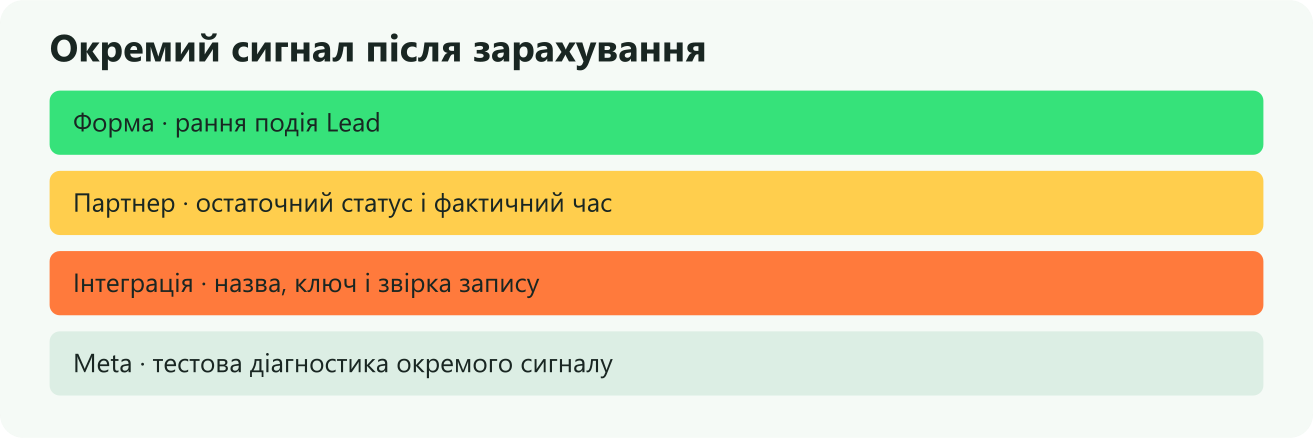 Окремий сигнал після зарахування
Форма · рання подія Lead
Партнер · остаточний статус і фактичний час
Інтеграція · назва, ключ і звірка запису
Meta · тестова діагностика окремого сигналу